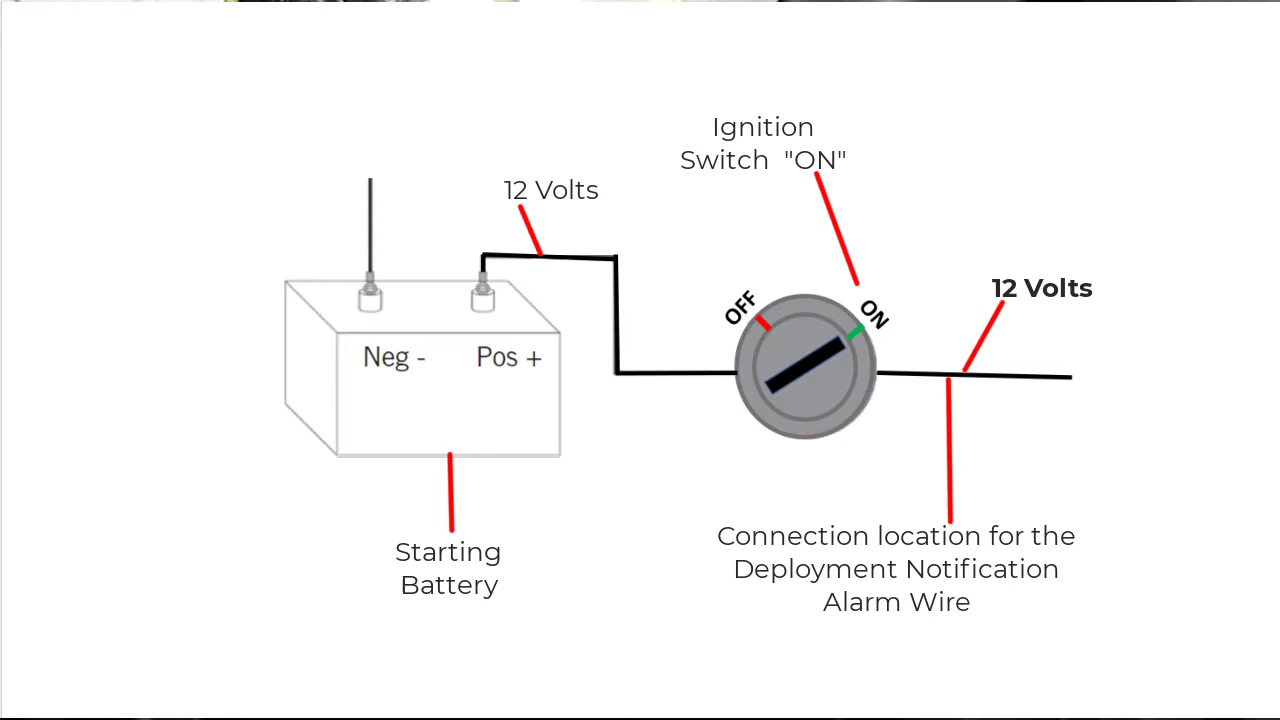 Ignition
Switch "ON"
12 Volts
12 Volts
OFF
ON
Neg -
Pos +
Starting
Battery
Connection location for the
Deployment Notification
Alarm Wire